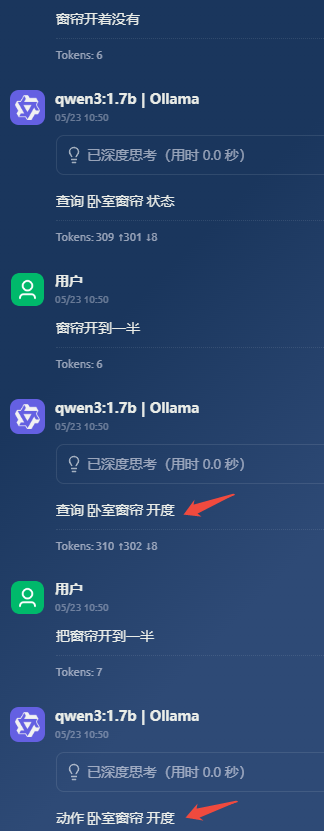 窗帘开着没有
Tokens: 6
qwen3:1.7b | Ollama
05/23 10:50
已深度思考（用时 0.0 秒）
查询 卧室窗帘 状态
Tokens: 309 ↑301 ↓8
用户
05/23 10:50
窗帘开到一半
Tokens: 6
qwen3:1.7b | Ollama
05/23 10:50
已深度思考（用时 0.0 秒）
查询 卧室窗帘 开度
Tokens: 310 ↑302 ↓8
用户
05/23 10:50
把窗帘开到一半
Tokens: 7
qwen3:1.7b | Ollama
05/23 10:50
已深度思考（用时 0.0 秒）
动作 卧室窗帘 开度